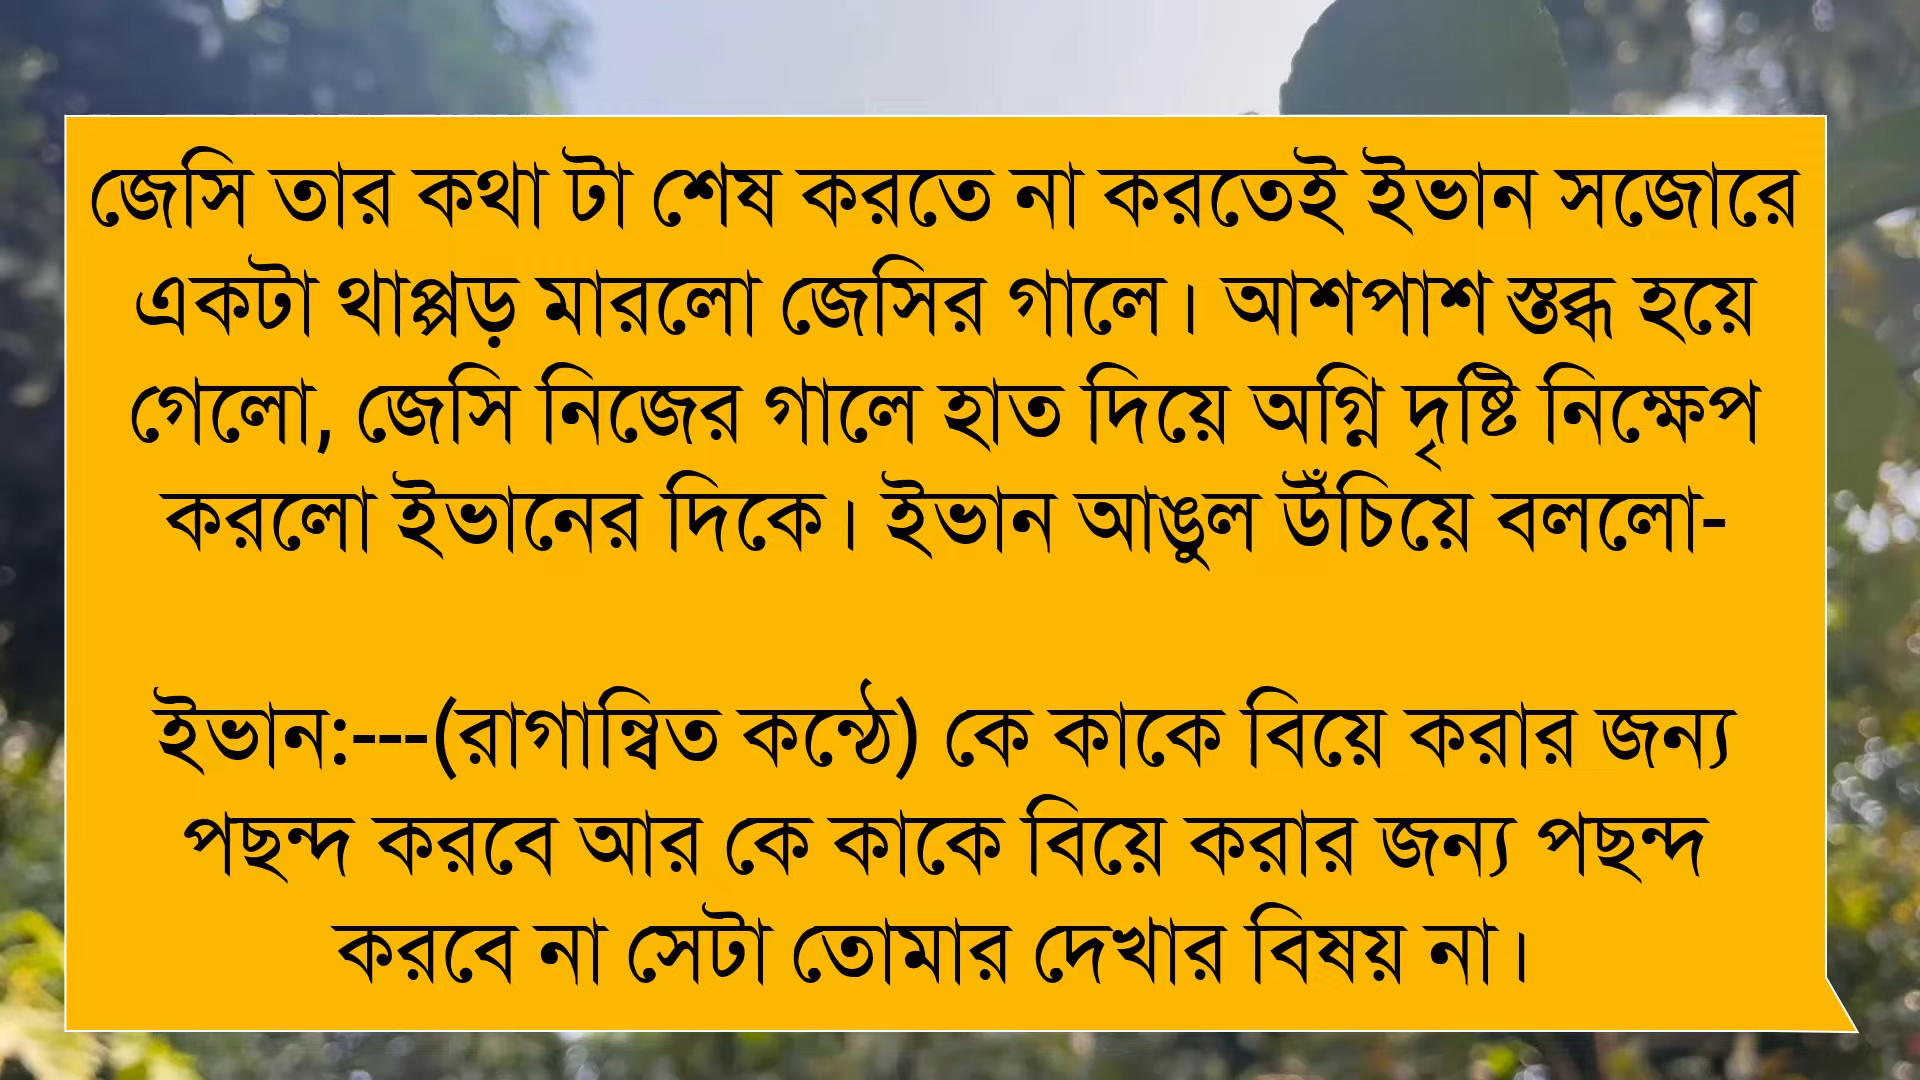 জেসি তার কথা টা শেষ করতে না করতেই ইভান সজোরে
একটা থাপ্পড় মারলো জেসির গালে। আশপাশ স্তব্ধ হয়ে
গেলো, জেসি নিজের গালে হাত দিয়ে অগ্নি দৃষ্টি নিক্ষেপ
করলো ইভানের দিকে। ইভান আঙুল উঁচিয়ে বললো-
ইভান:---(রাগান্বিত কন্ঠে) কে কাকে বিয়ে করার জন্য
পছন্দ করবে আর কে কাকে বিয়ে করার জন্য পছন্দ
করবে না সেটা তোমার দেখার বিষয় না।